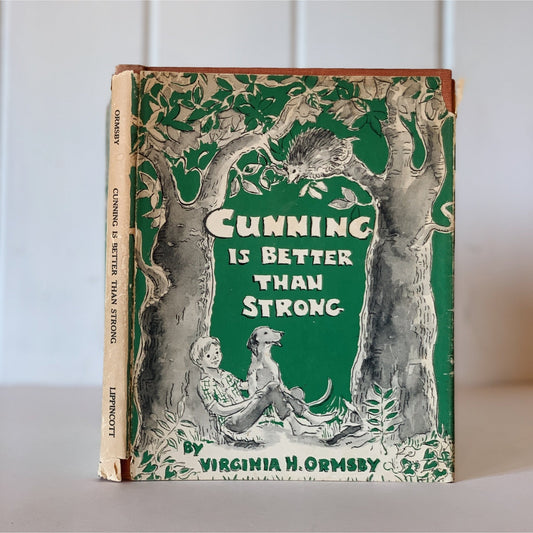 ORMSBY
CUNNING IS BETTER THAN STRONG
LIPPINCOTT
CUNNING
IS BETTER
THAN
STRONG
BY
VIRGINIA H. ORMSBY